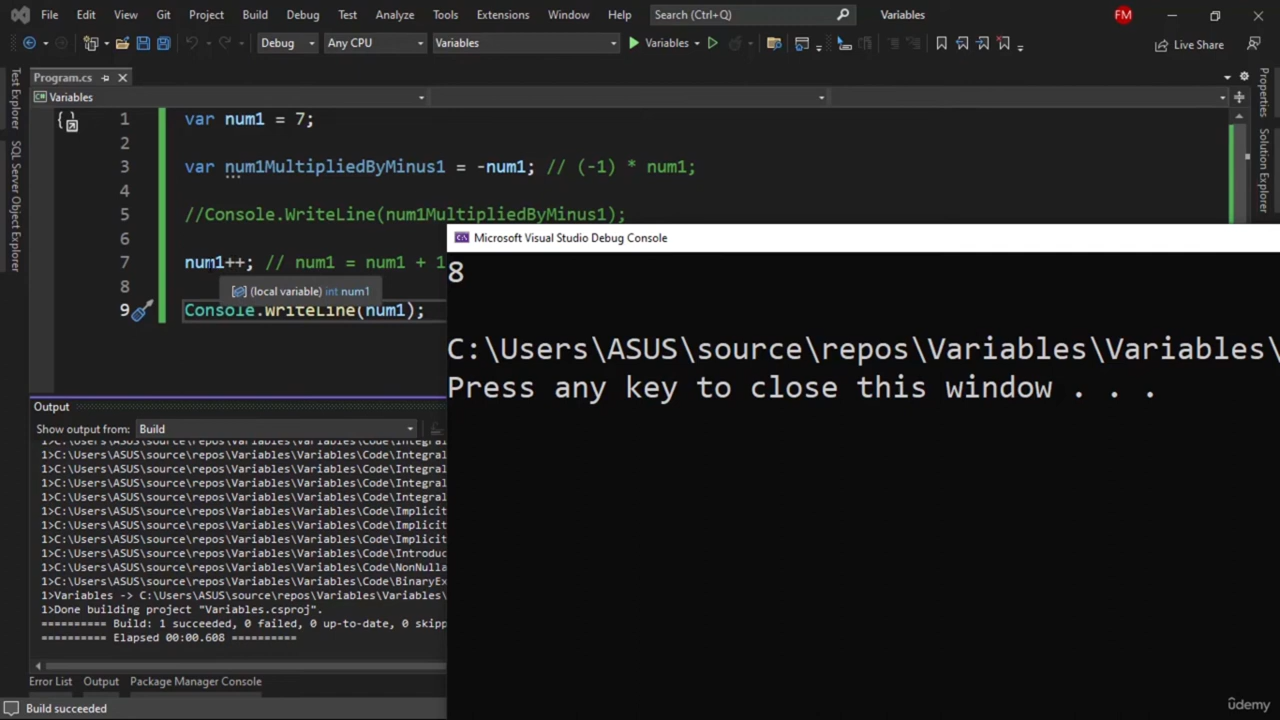 File Edit View Git Project Build Debug Test Analyze Tools Extensions Window Help Search (Ctrl+Q) Variables FM
Debug Any CPU Variables Variables Live Share
Program.cs
Variables
Test Explorer
SQL Server Object Explorer
Properties
Solution Explorer
1 var num1 = 7;
2
3 var num1MultipliedByMinus1 = -num1; // (-1) * num1;
4
5 //Console.WriteLine(num1MultipliedByMinus1);
6
7 num1++; // num1 = num1 + 1
8
(local variable) int num1
9 Console.WriteLine(num1);
Microsoft Visual Studio Debug Console
8
C:\Users\ASUS\source\repos\Variables\Variables\
Press any key to close this window . . .
Output
Show output from: Build
1>C:\Users\ASUS\source\repos\Variables\Variables\Code\Integral
1>C:\Users\ASUS\source\repos\Variables\Variables\Code\Integral
1>C:\Users\ASUS\source\repos\Variables\Variables\Code\Integral
1>C:\Users\ASUS\source\repos\Variables\Variables\Code\Integral
1>C:\Users\ASUS\source\repos\Variables\Variables\Code\Integral
1>C:\Users\ASUS\source\repos\Variables\Variables\Code\Implicit
1>C:\Users\ASUS\source\repos\Variables\Variables\Code\Implicit
1>C:\Users\ASUS\source\repos\Variables\Variables\Code\Implicit
1>C:\Users\ASUS\source\repos\Variables\Variables\Code\Introduc
1>C:\Users\ASUS\source\repos\Variables\Variables\Code\NonNulla
1>C:\Users\ASUS\source\repos\Variables\Variables\Code\BinaryEx
1>Variables -> C:\Users\ASUS\source\repos\Variables\Variables\
1>Done building project "Variables.csproj".
========== Build: 1 succeeded, 0 failed, 0 up-to-date, 0 skipp
========== Elapsed 00:00.608 ==========
Error List Output Package Manager Console
Build succeeded
ûdemy